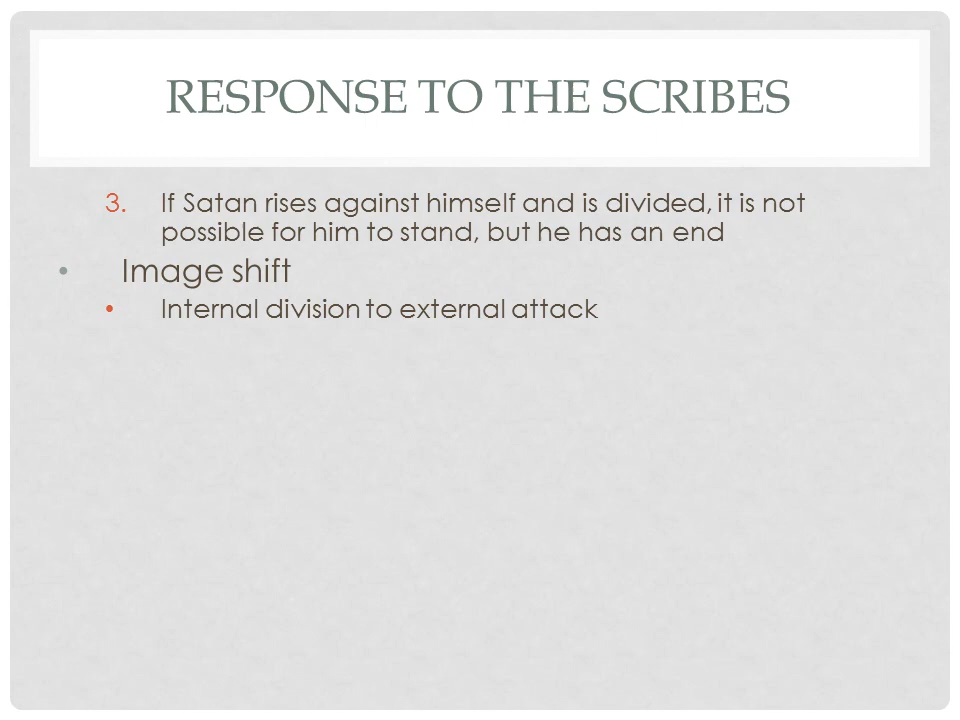 RESPONSE TO THE SCRIBES
3. If Satan rises against himself and is divided, it is not
possible for him to stand, but he has an end
• Image shift
• Internal division to external attack